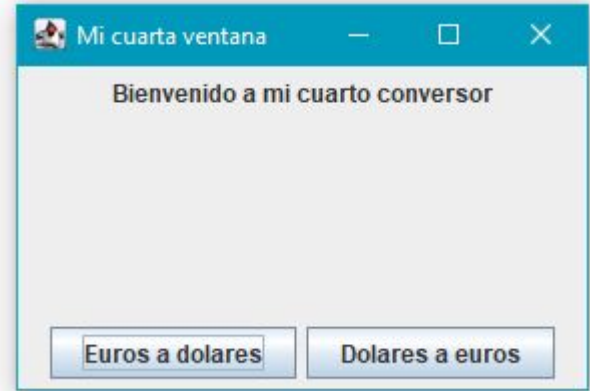 Mi cuarta ventana
Bienvenido a mi cuarto conversor
Euros a dolares
Dolares a euros